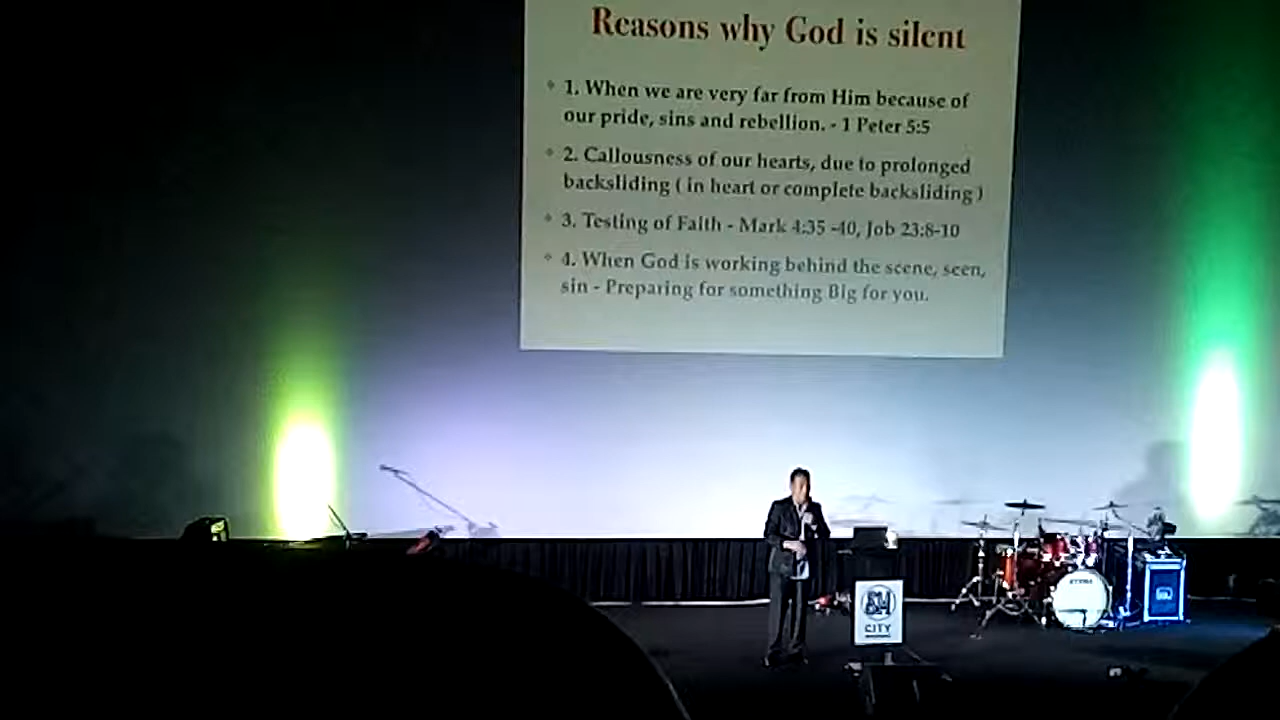 Reasons why God is silent
1. When we are very far from Him because of
our pride, sins and rebellion. - 1 Peter 5:5
2. Callousness of our hearts, due to prolonged
backsliding ( in heart or complete backsliding )
3. Testing of Faith - Mark 4:35 -40, Job 23:8-10
4. When God is working behind the scene, seen,
sin - Preparing for something Big for you.
SM
CITY
TAMA